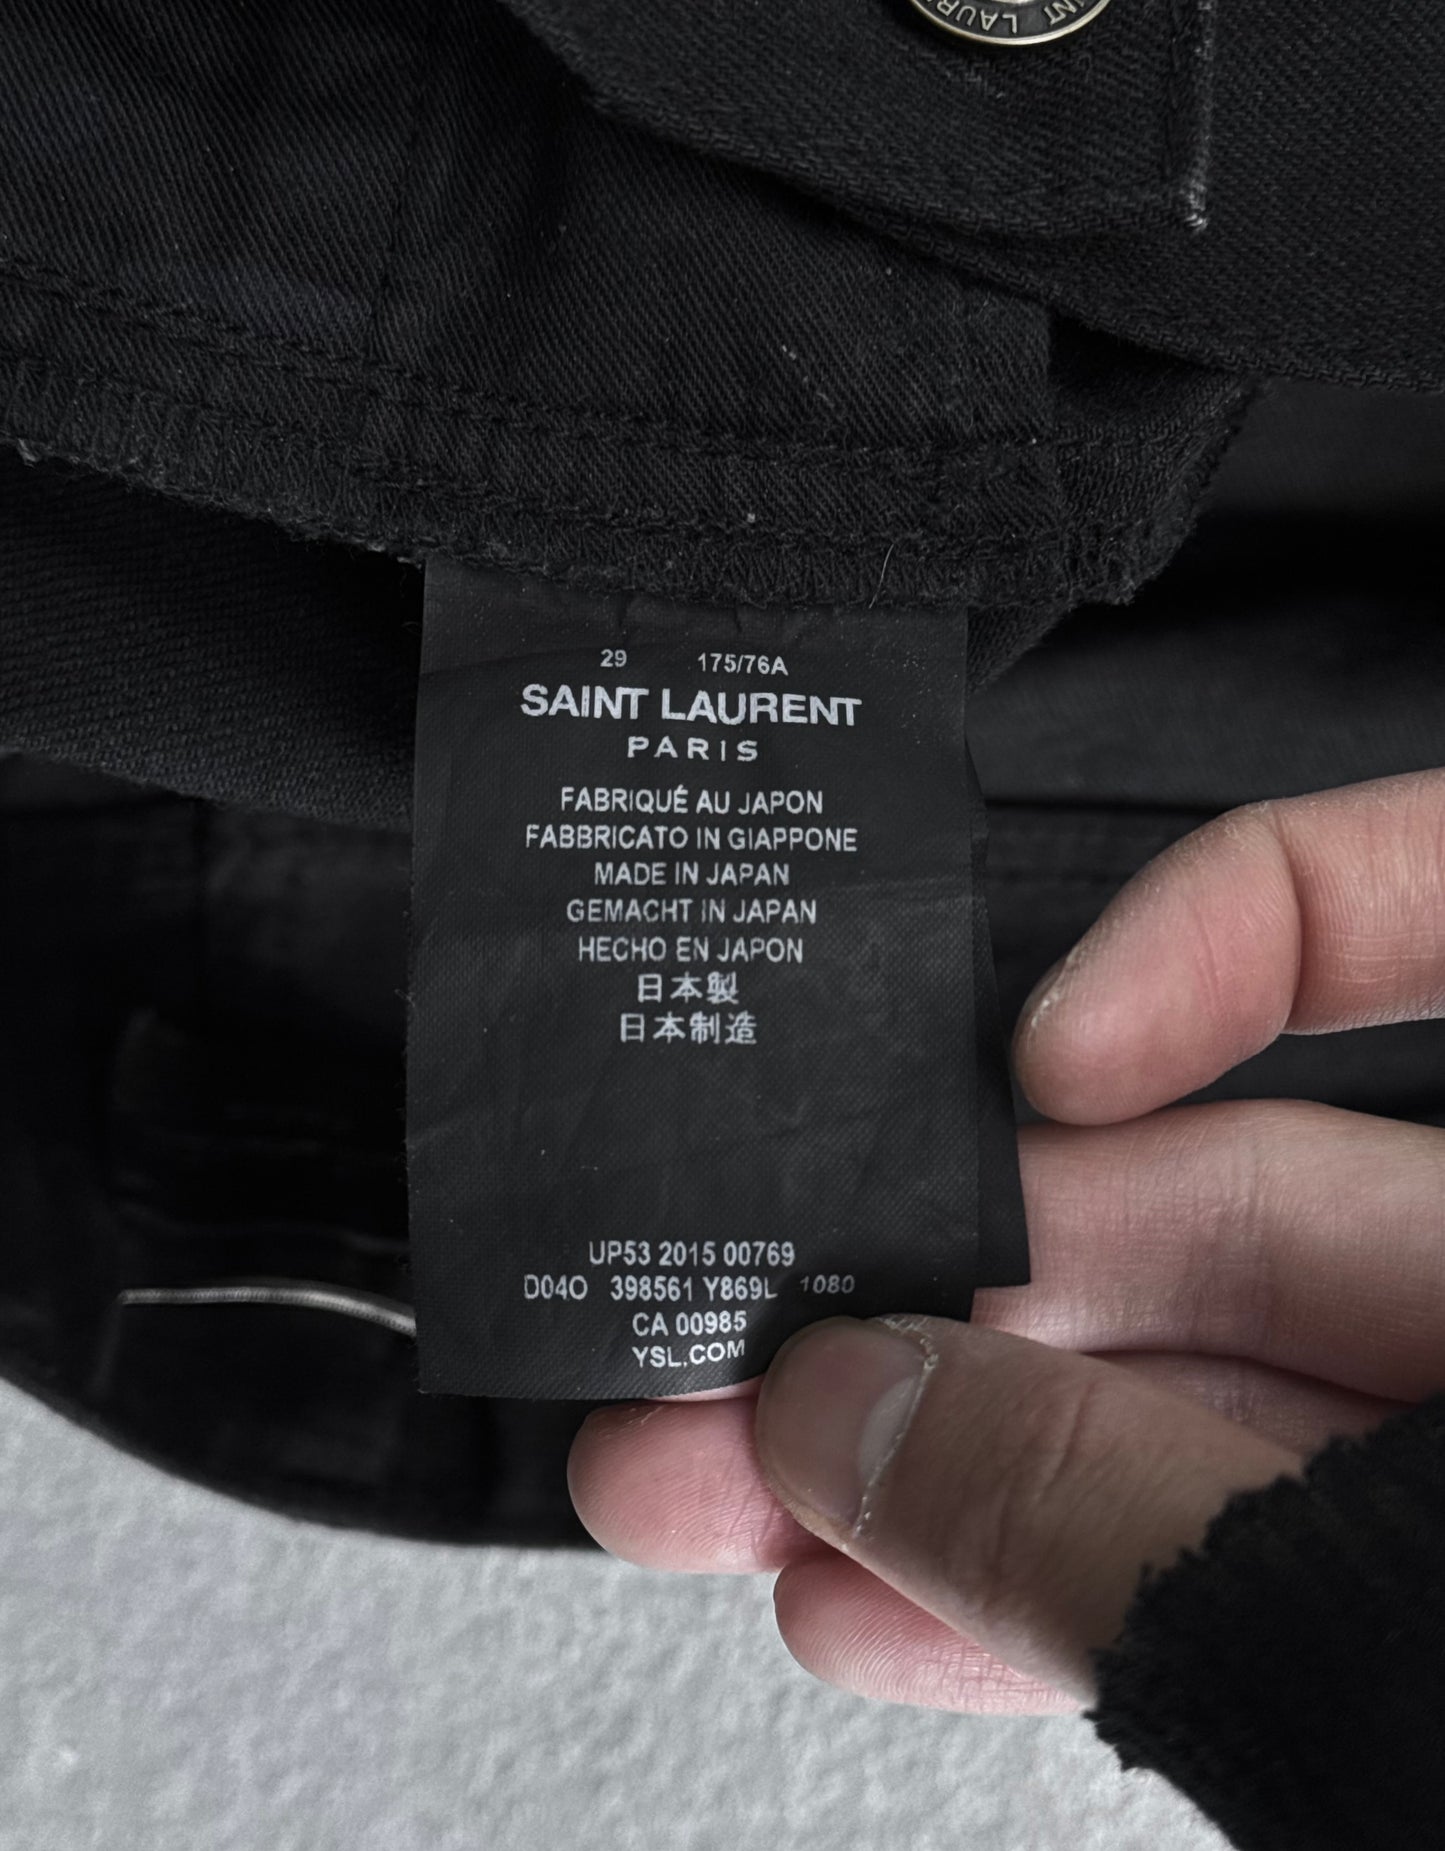 SAINT LAUR
29 175/76A
SAINT LAURENT
PARIS
FABRIQUÉ AU JAPON
FABBRICATO IN GIAPPONE
MADE IN JAPAN
GEMACHT IN JAPAN
HECHO EN JAPON
日本製
日本制造
UP53 2015 00769
D04O 398561 Y869L 1080
CA 00985
YSL.COM